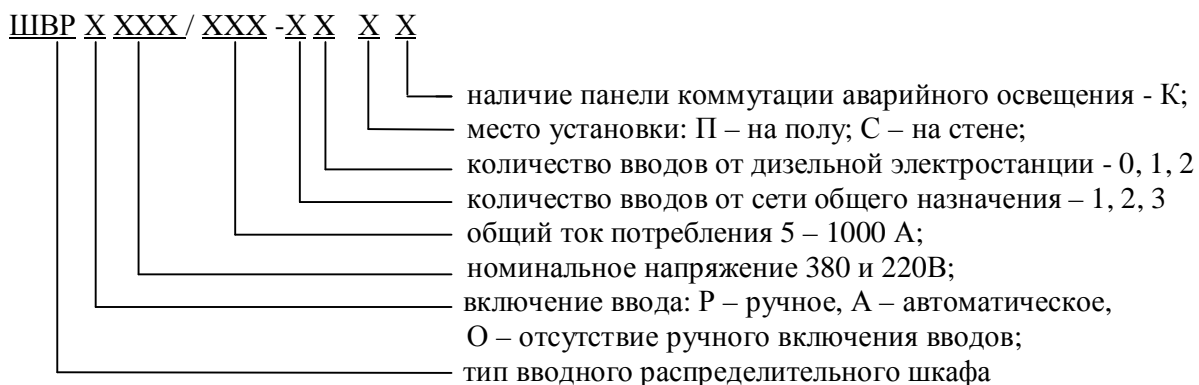 ШВР Х ХХХ / ХХХ -Х Х Х Х
наличие панели коммутации аварийного освещения - К;
место установки: П – на полу; С – на стене;
количество вводов от дизельной электростанции - 0, 1, 2
количество вводов от сети общего назначения – 1, 2, 3
общий ток потребления 5 – 1000 А;
номинальное напряжение 380 и 220В;
включение ввода: Р – ручное, А – автоматическое,
О – отсутствие ручного включения вводов;
тип вводного распределительного шкафа